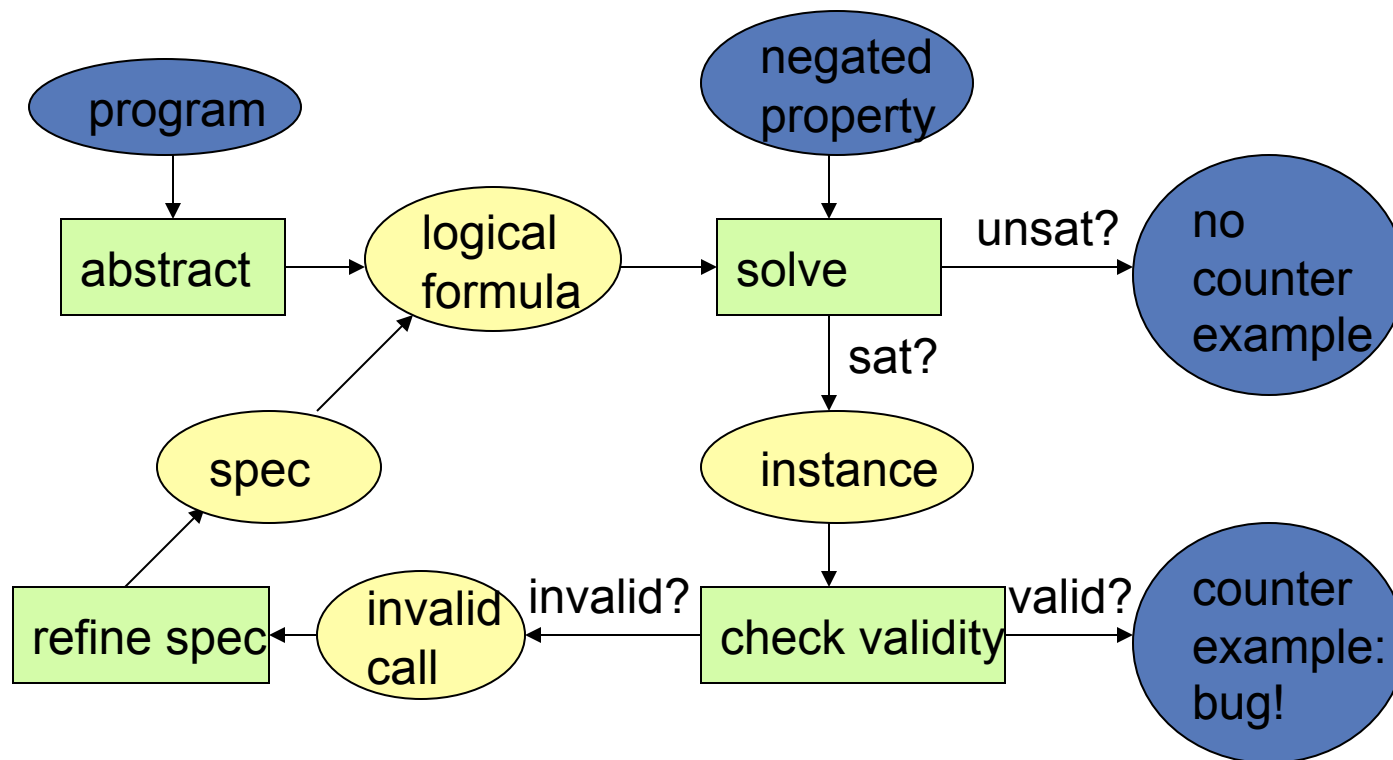 program
negated
property
abstract
logical
formula
solve
unsat?
no
counter
example
sat?
spec
instance
refine spec
invalid
call
invalid?
check validity
valid?
counter
example:
bug!